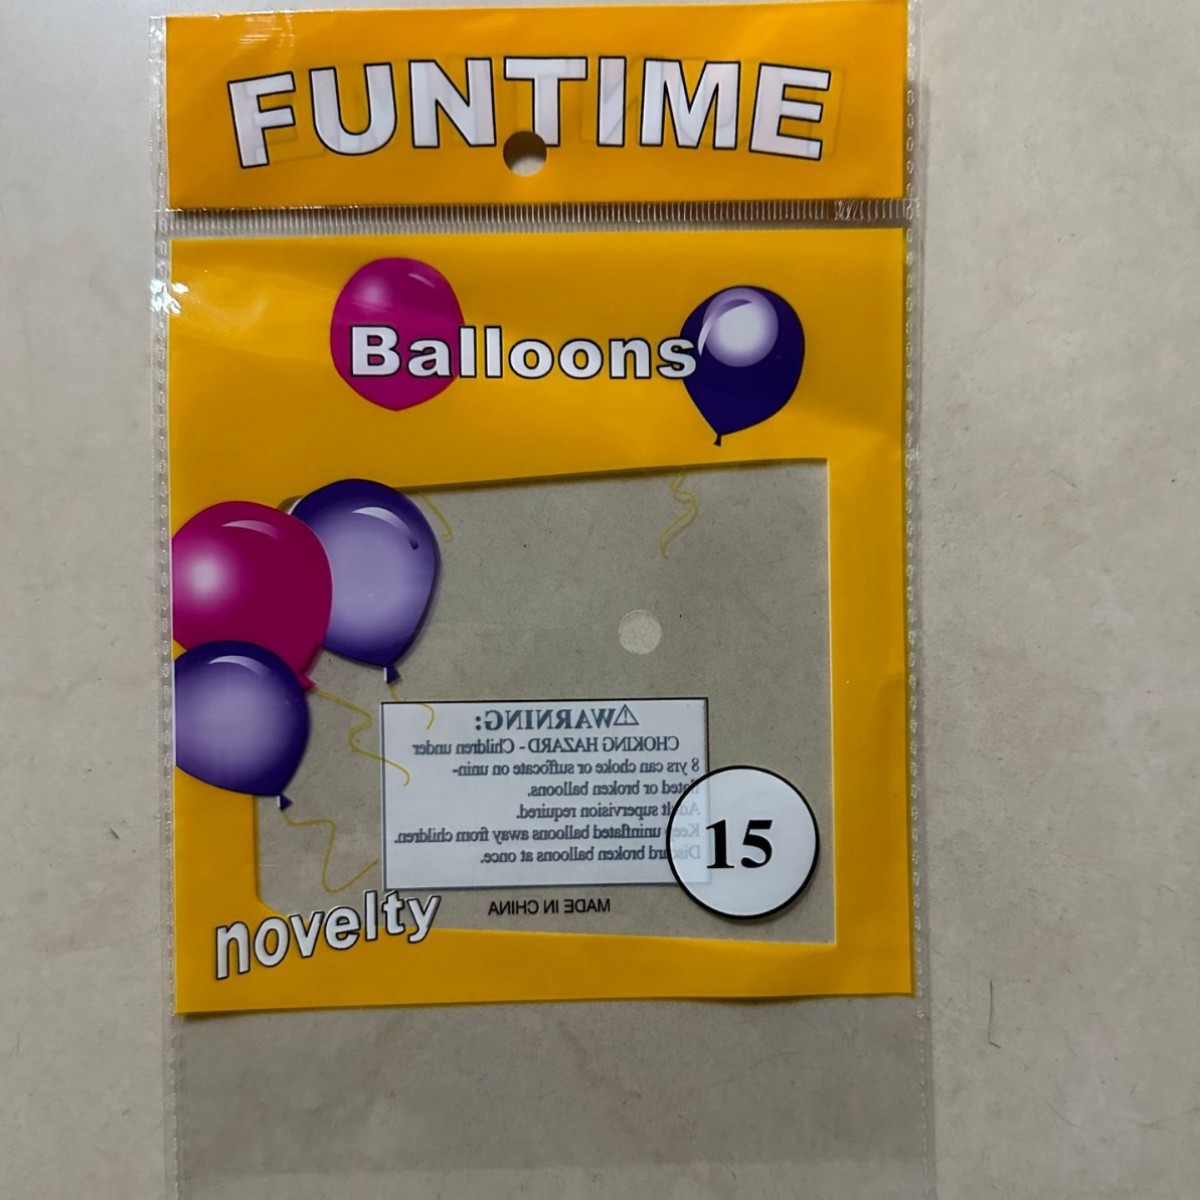 FUNTIME
Balloons
⚠WARNING:
CHOKING HAZARD - Children under
8 yrs can choke or suffocate on unin-
flated or broken balloons.
Adult supervision required.
Keep uninflated balloons away from children.
Discard broken balloons at once.
15
MADE IN CHINA
novelty